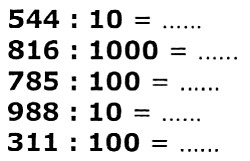 544 : 10 = ......
816 : 1000 = ......
785 : 100 = ......
988 : 10 = ......
311 : 100 = ......